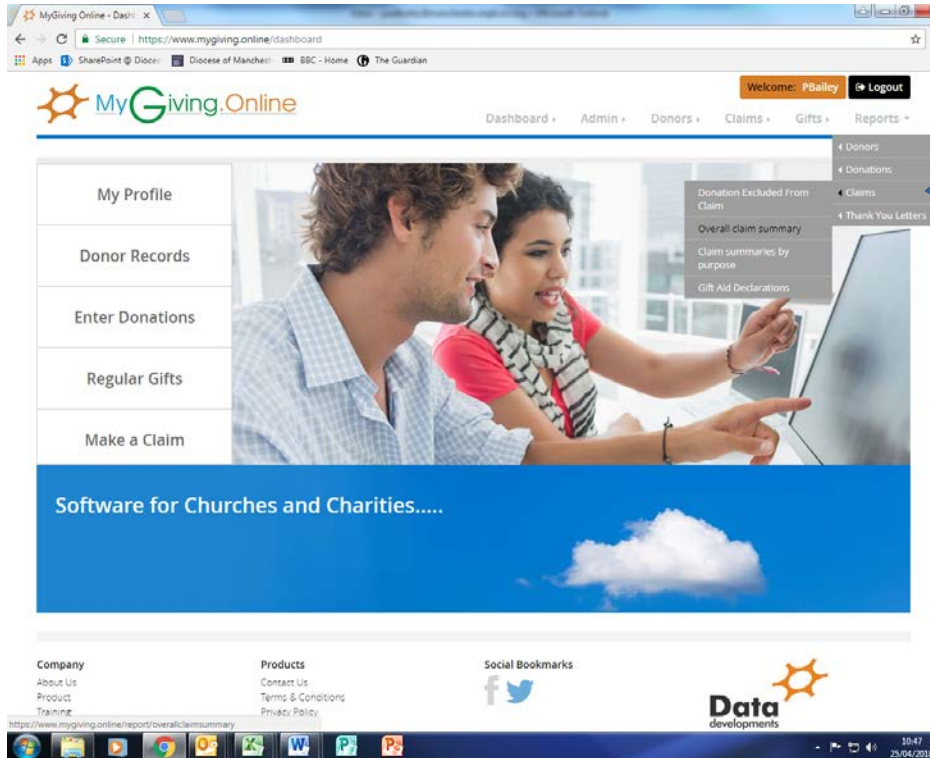 MyGiving Online - Dash
Secure | https://www.mygiving.online/dashboard
Apps SharePoint @ Dioces Diocese of Manchest BBC - Home The Guardian
Welcome: PBailey Logout
MyGiving.Online
Dashboard Admin Donors Claims Gifts Reports
Donors
Donations
Claims
Thank You Letters
Donation Excluded From
Claim
Overall claim summary
Claim summaries by
purpose
Gift Aid Declarations
My Profile
Donor Records
Enter Donations
Regular Gifts
Make a Claim
Software for Churches and Charities.....
Company Products Social Bookmarks
About Us Contact Us
Product Terms & Conditions
Training Privacy Policy
Data
developments
https://www.mygiving.online/report/overallclaimsummary
10:47
25/04/201